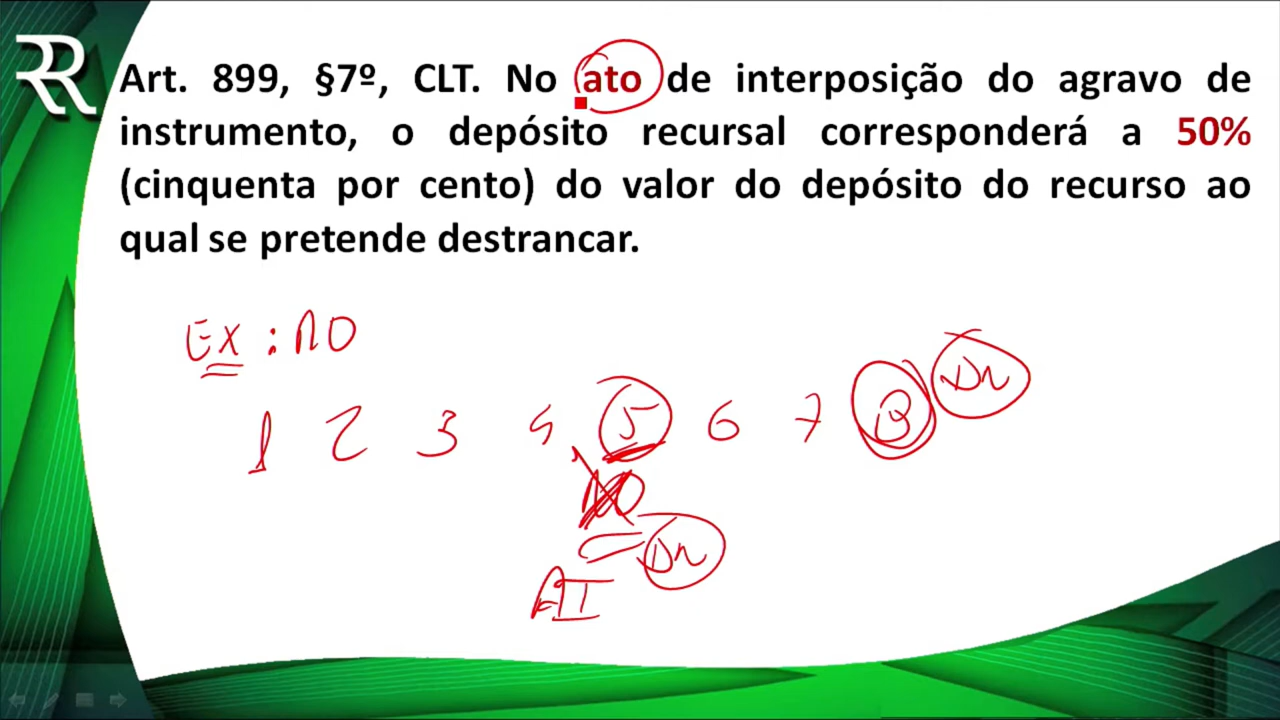 RR
Art. 899, §7º, CLT. No ato de interposição do agravo de
instrumento, o depósito recursal corresponderá a 50%
(cinquenta por cento) do valor do depósito do recurso ao
qual se pretende destrancar.
Ex : RO
1 2 3 4 5 6 7 8 DR
RO
DR
AI